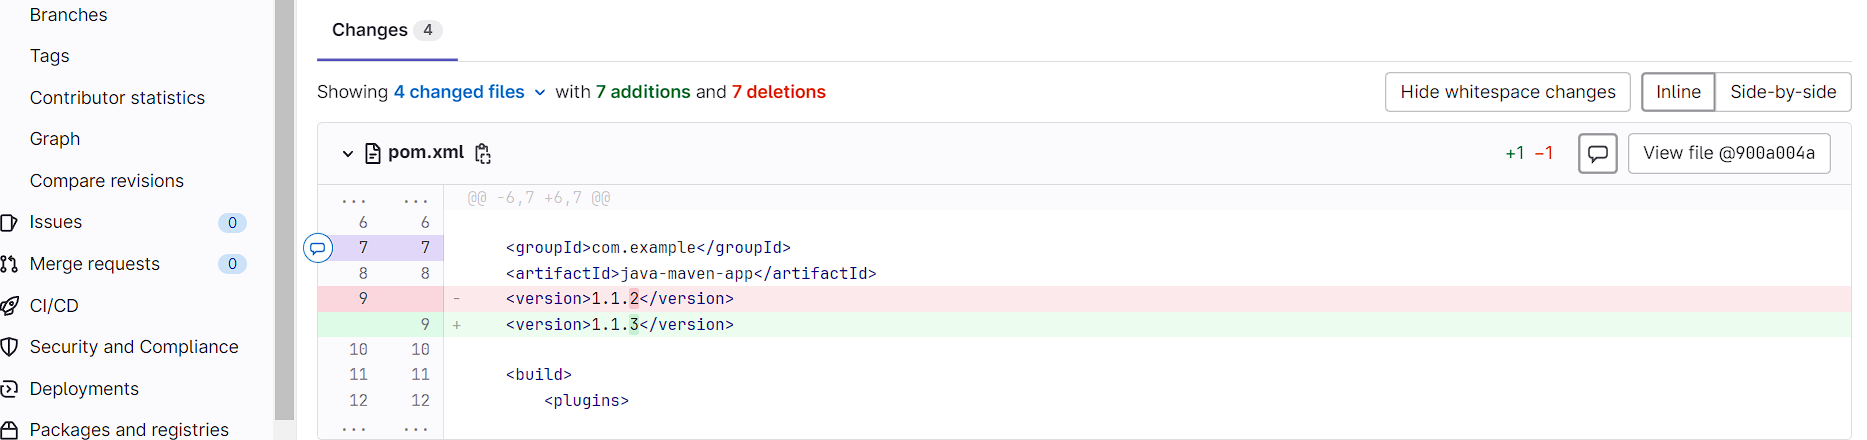 Branches
Tags
Contributor statistics
Graph
Compare revisions
Issues 0
Merge requests 0
CI/CD
Security and Compliance
Deployments
Packages and registries
Changes 4
Showing 4 changed files with 7 additions and 7 deletions
Hide whitespace changes Inline Side-by-side
pom.xml +1 −1 View file @900a004a
... ... @@ -6,7 +6,7 @@
6 6
7 7 <groupId>com.example</groupId>
8 8 <artifactId>java-maven-app</artifactId>
9 - <version>1.1.2</version>
9 + <version>1.1.3</version>
10 10
11 11 <build>
12 12 <plugins>
... ...